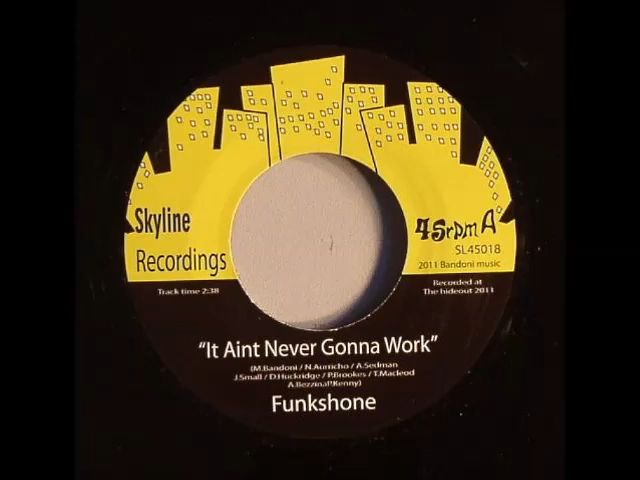 Skyline
Recordings
Track time 2:38
45rpm A
SL45018
2011 Bandoni music
Recorded at
The hideout 2011
“It Aint Never Gonna Work”
(M.Bandoni / N.Aurricho / A.Sedman
J.Small / D.Huckridge / P.Brookes / T.Macleod
A.BezzinaP.Kenny)
Funkshone